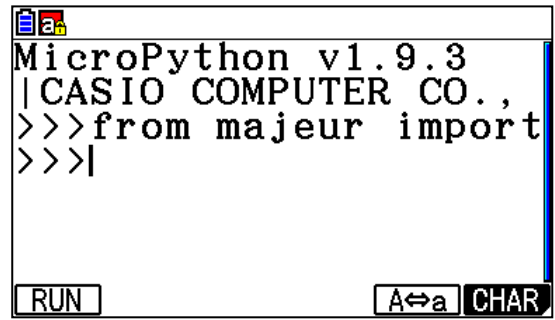 a
MicroPython v1.9.3
|CASIO COMPUTER CO.,
>>>from majeur import
>>>
RUN
A⇔a
CHAR